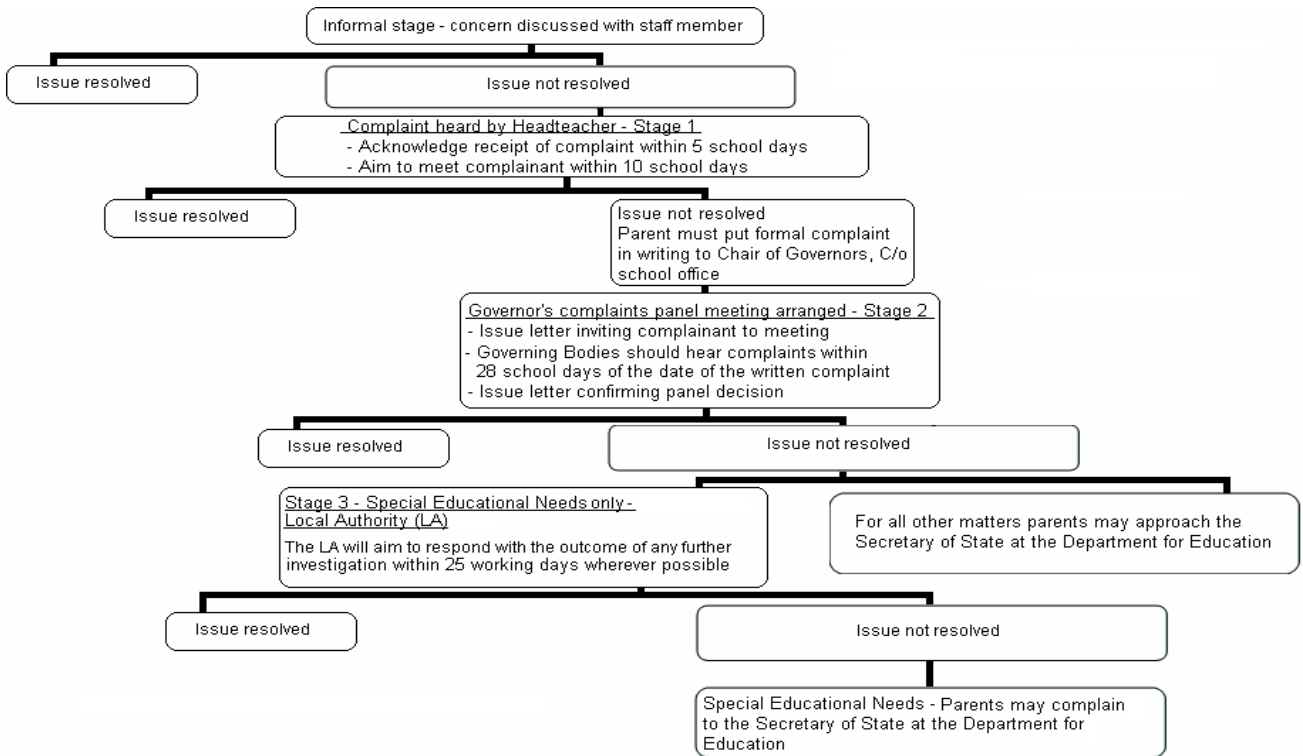 Informal stage - concern discussed with staff member
Issue resolved
Issue not resolved
Complaint heard by Headteacher - Stage 1
- Acknowledge receipt of complaint within 5 school days
- Aim to meet complainant within 10 school days
Issue resolved
Issue not resolved
Parent must put formal complaint
in writing to Chair of Governors, C/o
school office
Governor's complaints panel meeting arranged - Stage 2
- Issue letter inviting complainant to meeting
- Governing Bodies should hear complaints within
28 school days of the date of the written complaint
- Issue letter confirming panel decision
Issue resolved
Issue not resolved
Stage 3 - Special Educational Needs only -
Local Authority (LA)
The LA will aim to respond with the outcome of any further
investigation within 25 working days wherever possible
For all other matters parents may approach the
Secretary of State at the Department for Education
Issue resolved
Issue not resolved
Special Educational Needs - Parents may complain
to the Secretary of State at the Department for
Education